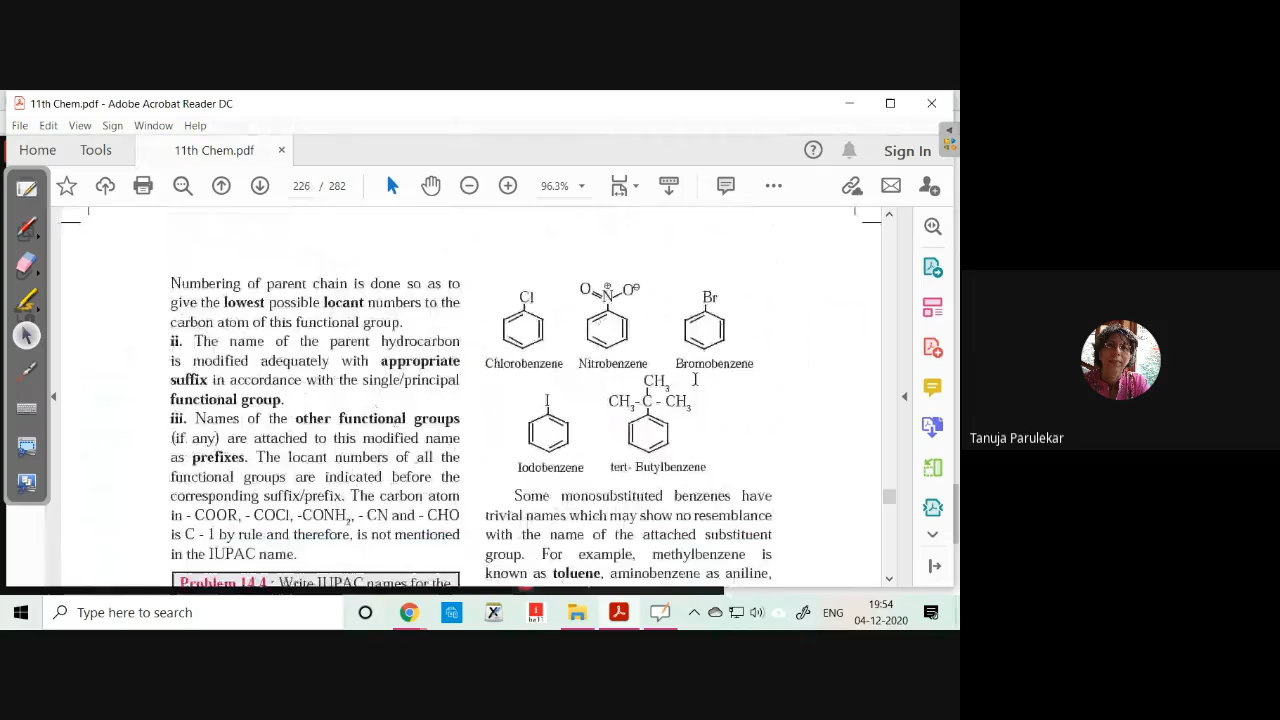 11th Chem.pdf - Adobe Acrobat Reader DC
File Edit View Sign Window Help
Home Tools 11th Chem.pdf × Sign In
226 / 282 96.3%
Numbering of parent chain is done so as to
give the lowest possible locant numbers to the
carbon atom of this functional group.
ii. The name of the parent hydrocarbon
is modified adequately with appropriate
suffix in accordance with the single/principal
functional group.
iii. Names of the other functional groups
(if any) are attached to this modified name
as prefixes. The locant numbers of all the
functional groups are indicated before the
corresponding suffix/prefix. The carbon atom
in - COOR, - COCl, -CONH₂, - CN and - CHO
is C - 1 by rule and therefore, is not mentioned
in the IUPAC name.
Problem 14.4 : Write IUPAC names for the
Cl O N⊕ O⊖ Br
Chlorobenzene Nitrobenzene Bromobenzene
CH₃
I CH₃- C - CH₃
Iodobenzene tert- Butylbenzene
Some monosubstituted benzenes have
trivial names which may show no resemblance
with the name of the attached substituent
group. For example, methylbenzene is
known as toluene, aminobenzene as aniline,
Tanuja Parulekar
Type here to search
ENG 19:54
04-12-2020